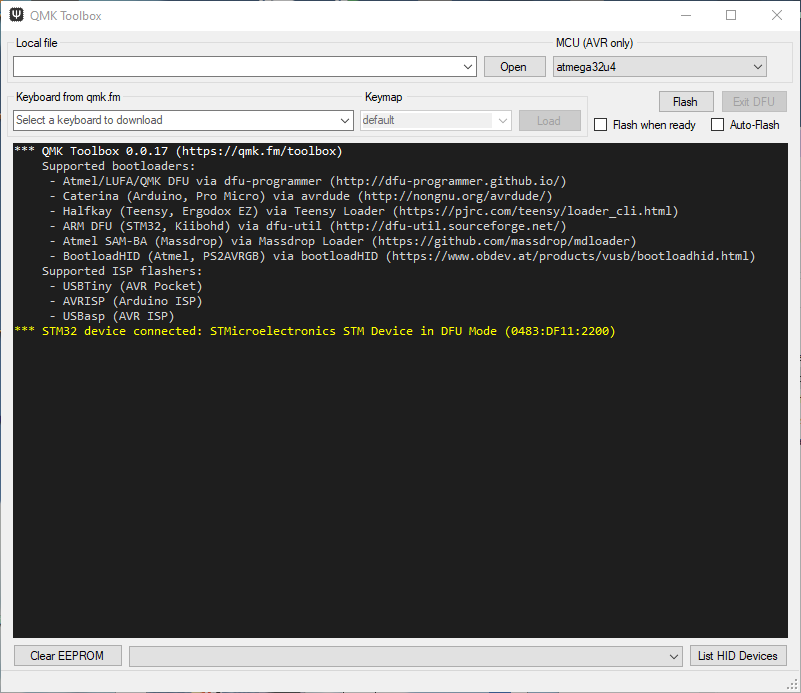 QMK Toolbox
Local file
MCU (AVR only)
Open
atmega32u4
Keyboard from qmk.fm
Keymap
Flash
Exit DFU
Select a keyboard to download
default
Load
Flash when ready
Auto-Flash
*** QMK Toolbox 0.0.17 (https://qmk.fm/toolbox)
Supported bootloaders:
- Atmel/LUFA/QMK DFU via dfu-programmer (http://dfu-programmer.github.io/)
- Caterina (Arduino, Pro Micro) via avrdude (http://nongnu.org/avrdude/)
- Halfkay (Teensy, Ergodox EZ) via Teensy Loader (https://pjrc.com/teensy/loader_cli.html)
- ARM DFU (STM32, Kiibohd) via dfu-util (http://dfu-util.sourceforge.net/)
- Atmel SAM-BA (Massdrop) via Massdrop Loader (https://github.com/massdrop/mdloader)
- BootloadHID (Atmel, PS2AVRGB) via bootloadHID (https://www.obdev.at/products/vusb/bootloadhid.html)
Supported ISP flashers:
- USBTiny (AVR Pocket)
- AVRISP (Arduino ISP)
- USBasp (AVR ISP)
*** STM32 device connected: STMicroelectronics STM Device in DFU Mode (0483:DF11:2200)
Clear EEPROM
List HID Devices